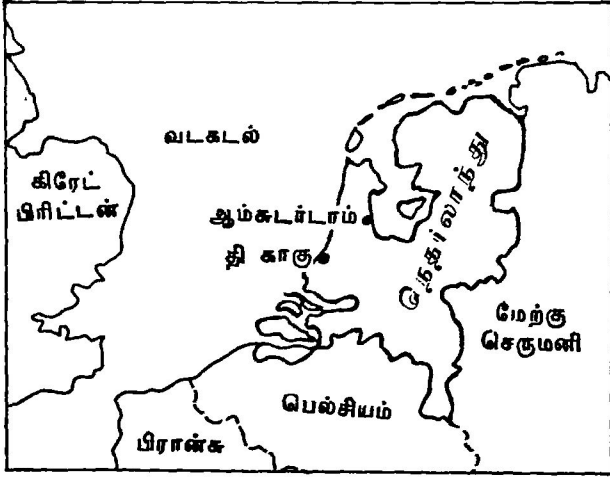 வடகடல்
கிரேட்
பிரிட்டன்
ஆம்சுடர்டாம்
தி காகு
நெதர்லாந்து
மேற்கு
செருமனி
பெல்சியம்
பிரான்சு